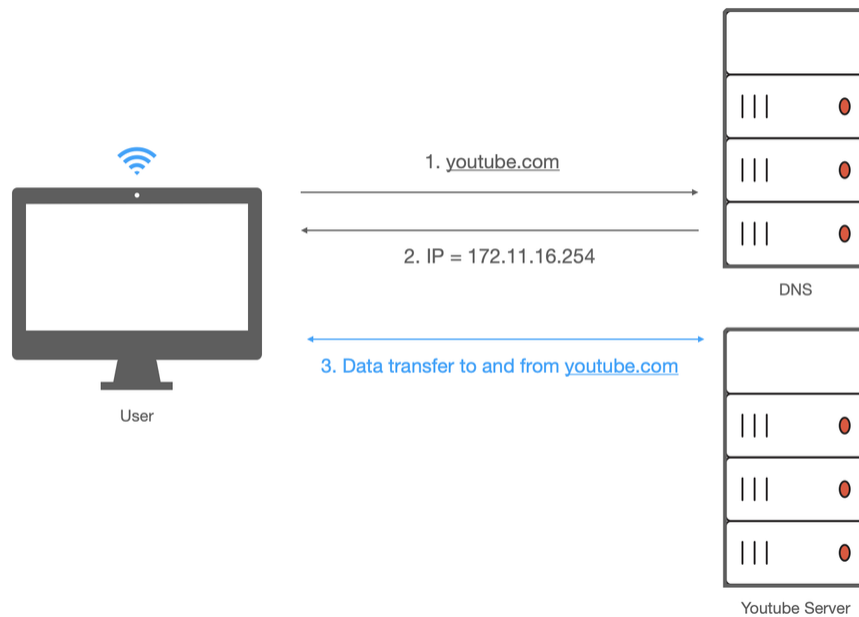 1. youtube.com
2. IP = 172.11.16.254
DNS
3. Data transfer to and from youtube.com
User
Youtube Server